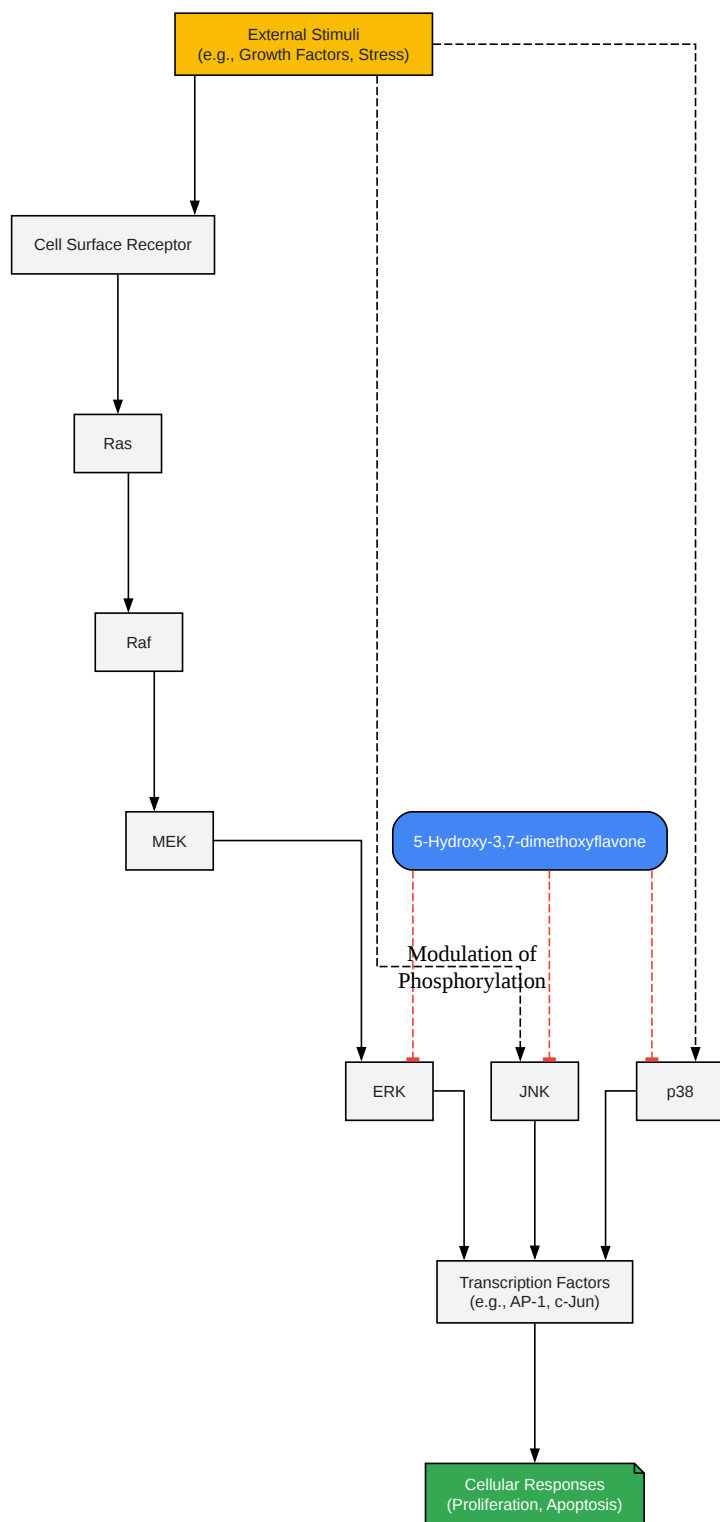 External Stimuli
(e.g., Growth Factors, Stress)
Cell Surface Receptor
Ras
Raf
MEK
5-Hydroxy-3,7-dimethoxyflavone
Modulation of
Phosphorylation
ERK
JNK
p38
Transcription Factors
(e.g., AP-1, c-Jun)
Cellular Responses
(Proliferation, Apoptosis)